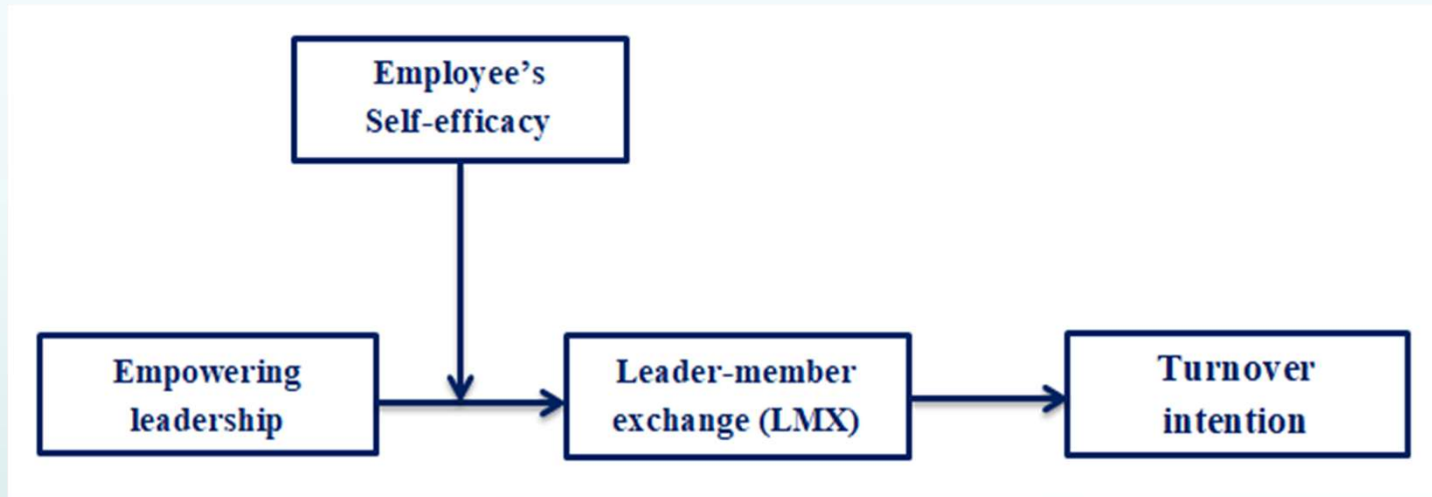 Employee’s
Self-efficacy
Empowering
leadership
Leader-member
exchange (LMX)
Turnover
intention